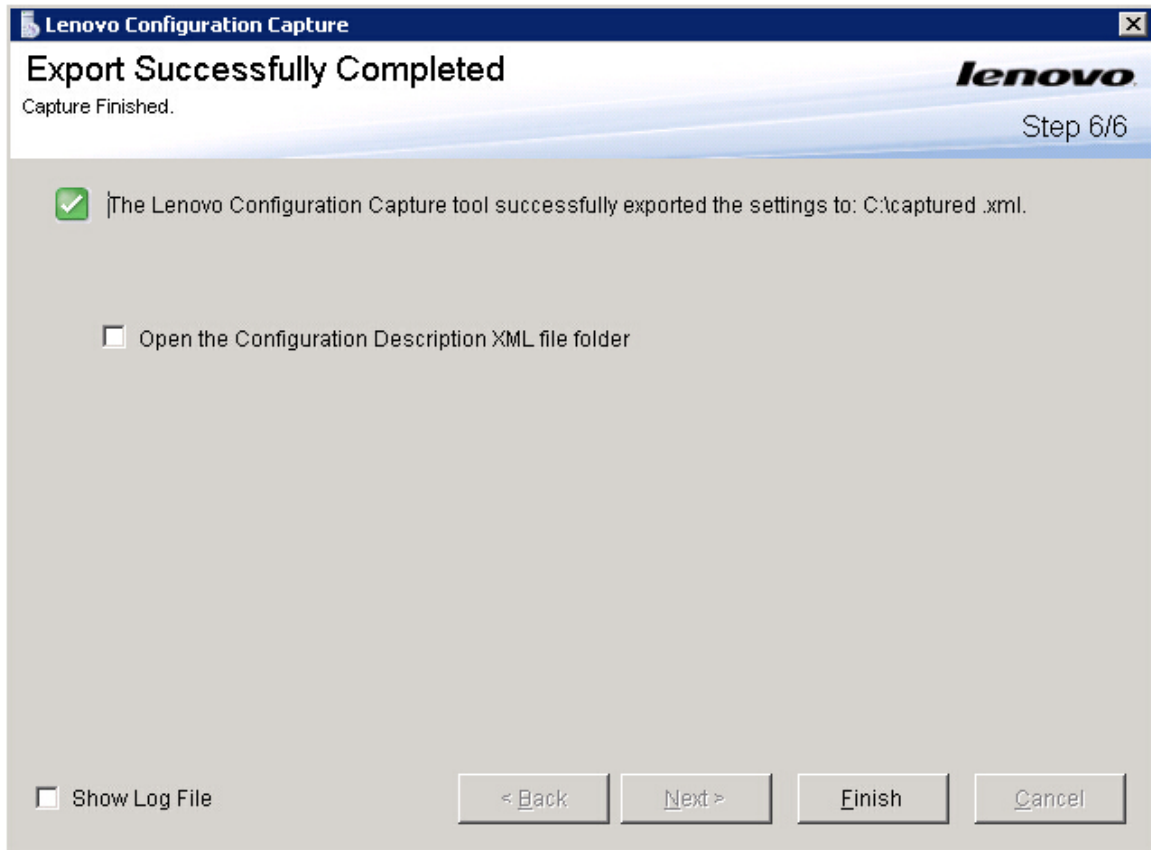 Lenovo Configuration Capture
Export Successfully Completed
Capture Finished.
lenovo
Step 6/6
The Lenovo Configuration Capture tool successfully exported the settings to: C:\captured .xml.
Open the Configuration Description XML file folder
Show Log File
< Back
Next >
Finish
Cancel